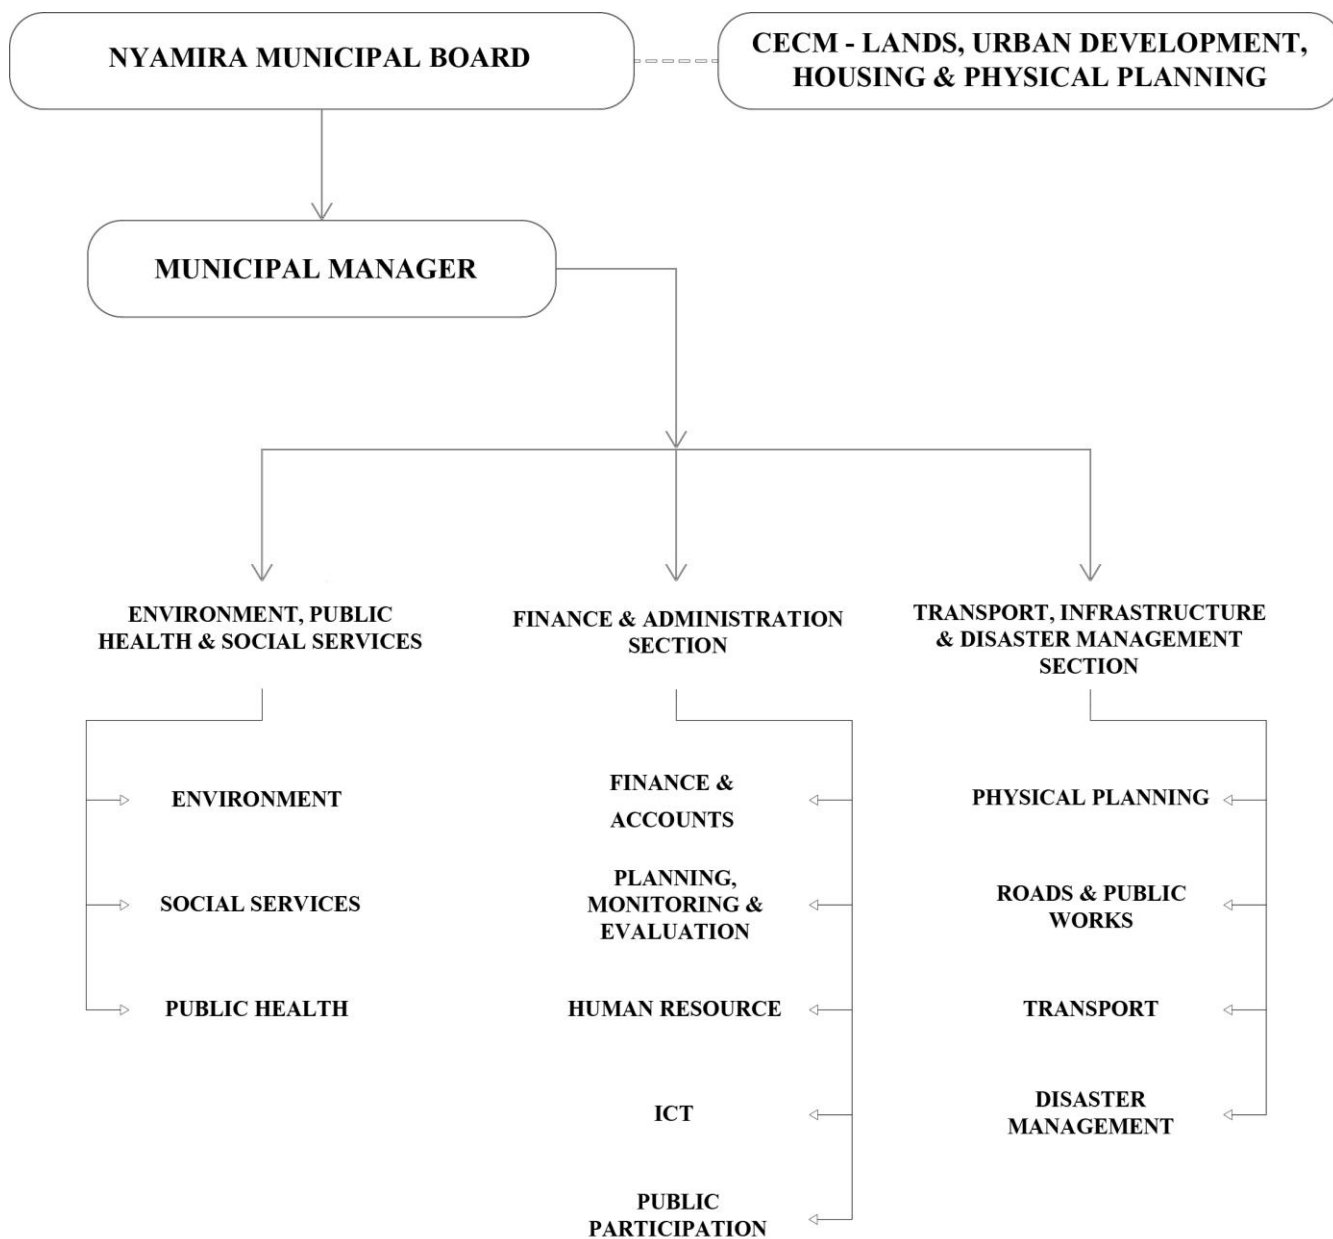 NYAMIRA MUNICIPAL BOARD
CECM - LANDS, URBAN DEVELOPMENT,
HOUSING & PHYSICAL PLANNING
MUNICIPAL MANAGER
ENVIRONMENT, PUBLIC
HEALTH & SOCIAL SERVICES
ENVIRONMENT
SOCIAL SERVICES
PUBLIC HEALTH
FINANCE & ADMINISTRATION
SECTION
FINANCE &
ACCOUNTS
PLANNING,
MONITORING &
EVALUATION
HUMAN RESOURCE
ICT
PUBLIC
PARTICIPATION
TRANSPORT, INFRASTRUCTURE
& DISASTER MANAGEMENT
SECTION
PHYSICAL PLANNING
ROADS & PUBLIC
WORKS
TRANSPORT
DISASTER
MANAGEMENT